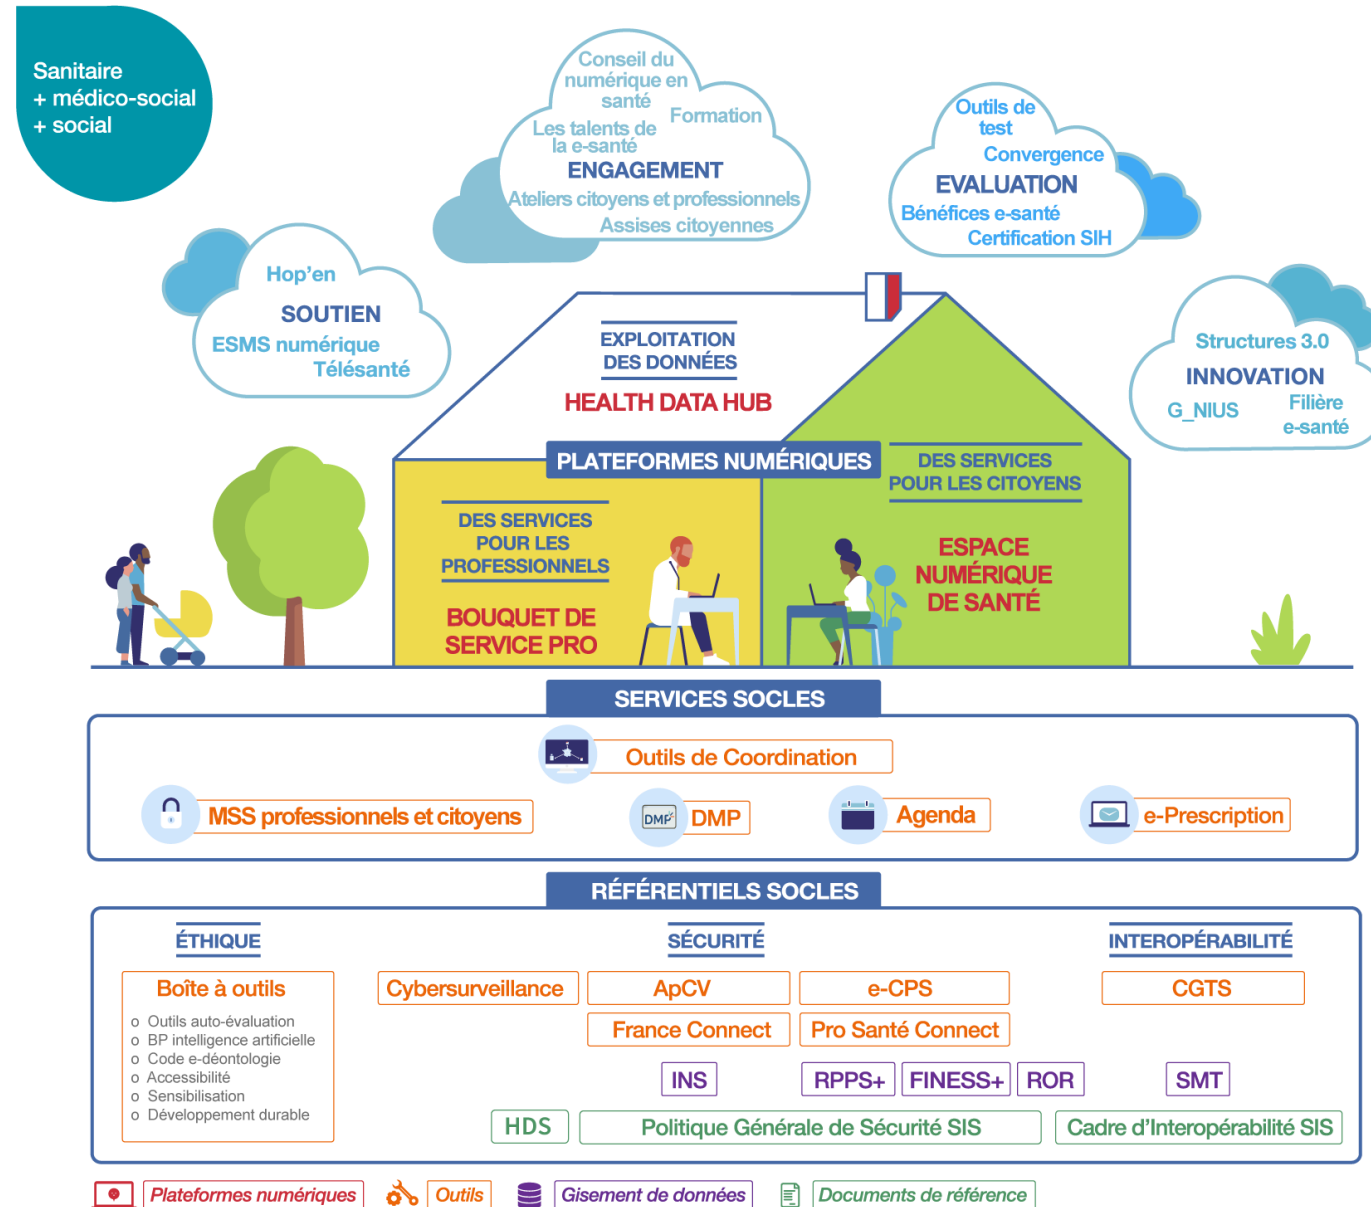 Sanitaire
+ médico-social
+ social
Conseil du
numérique en
santé
Formation
Les talents de
la e-santé
ENGAGEMENT
Ateliers citoyens et professionnels
Assises citoyennes
Outils de
test
Convergence
EVALUATION
Bénéfices e-santé
Certification SIH
Hop'en
SOUTIEN
ESMS numérique
Télésanté
Structures 3.0
INNOVATION
G_NIUS
Filière
e-santé
EXPLOITATION
DES DONNÉES
HEALTH DATA HUB
PLATEFORMES NUMÉRIQUES
DES SERVICES
POUR LES CITOYENS
ESPACE
NUMÉRIQUE
DE SANTÉ
DES SERVICES
POUR LES
PROFESSIONNELS
BOUQUET DE
SERVICE PRO
SERVICES SOCLES
Outils de Coordination
MSS professionnels et citoyens
DMP
DMP
Agenda
e-Prescription
RÉFÉRENTIELS SOCLES
ÉTHIQUE
Boîte à outils
o Outils auto-évaluation
o BP intelligence artificielle
o Code e-déontologie
o Accessibilité
o Sensibilisation
o Développement durable
SÉCURITÉ
Cybersurveillance
ApCV
e-CPS
France Connect
Pro Santé Connect
INS
RPPS+
FINESS+
ROR
HDS
Politique Générale de Sécurité SIS
INTEROPÉRABILITÉ
CGTS
SMT
Cadre d'Interopérabilité SIS
Plateformes numériques
Outils
Gisement de données
Documents de référence